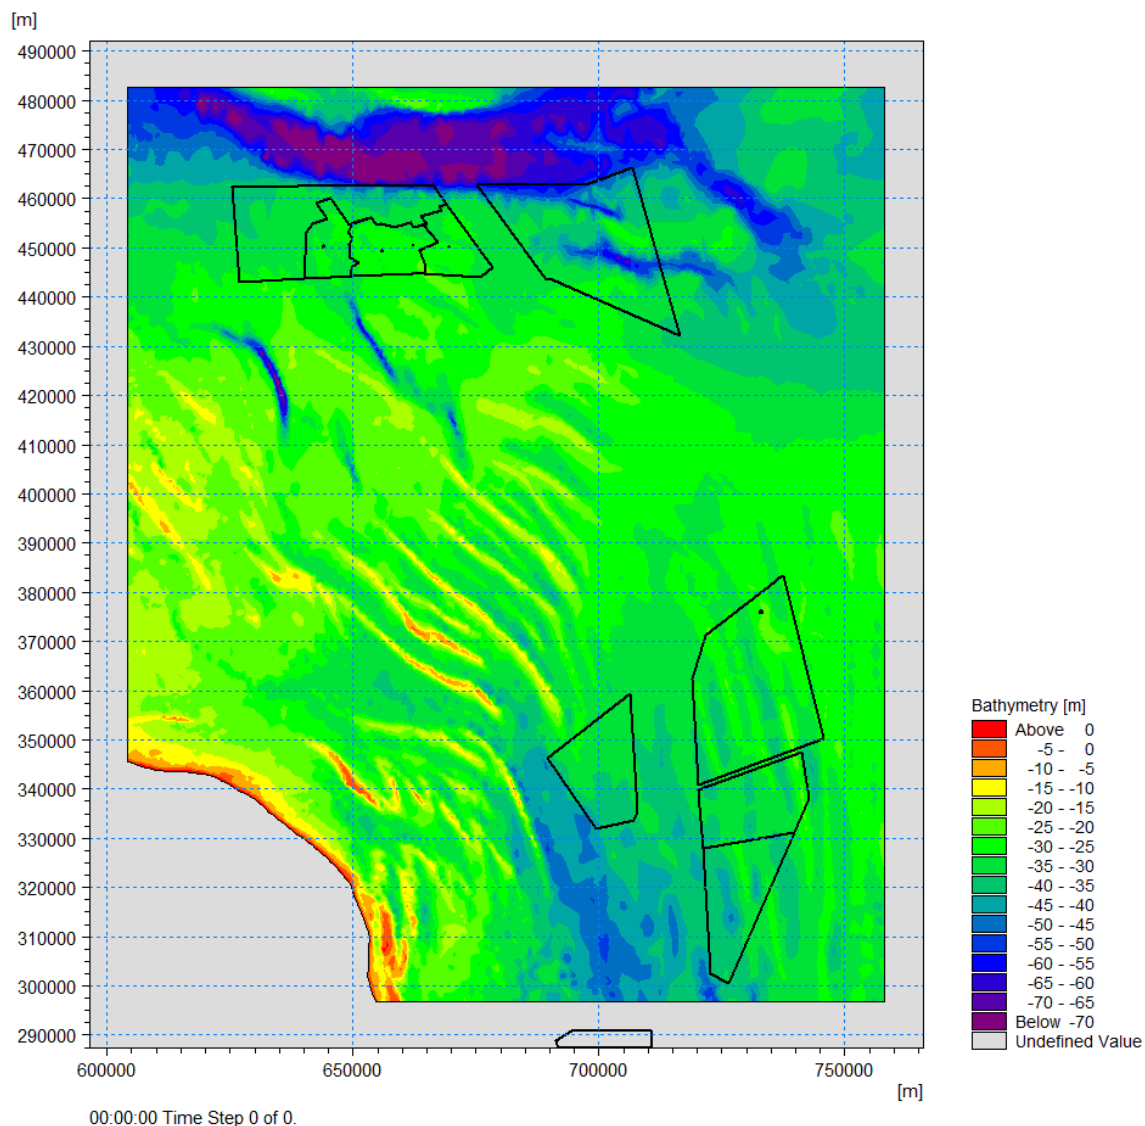 [m]
490000
480000
470000
460000
450000
440000
430000
420000
410000
400000
390000
380000
370000
360000
350000
340000
330000
320000
310000
300000
290000
600000 650000 700000 750000
[m]
00:00:00 Time Step 0 of 0.
Bathymetry [m]
Above 0
-5 - 0
-10 - -5
-15 - -10
-20 - -15
-25 - -20
-30 - -25
-35 - -30
-40 - -35
-45 - -40
-50 - -45
-55 - -50
-60 - -55
-65 - -60
-70 - -65
Below -70
Undefined Value